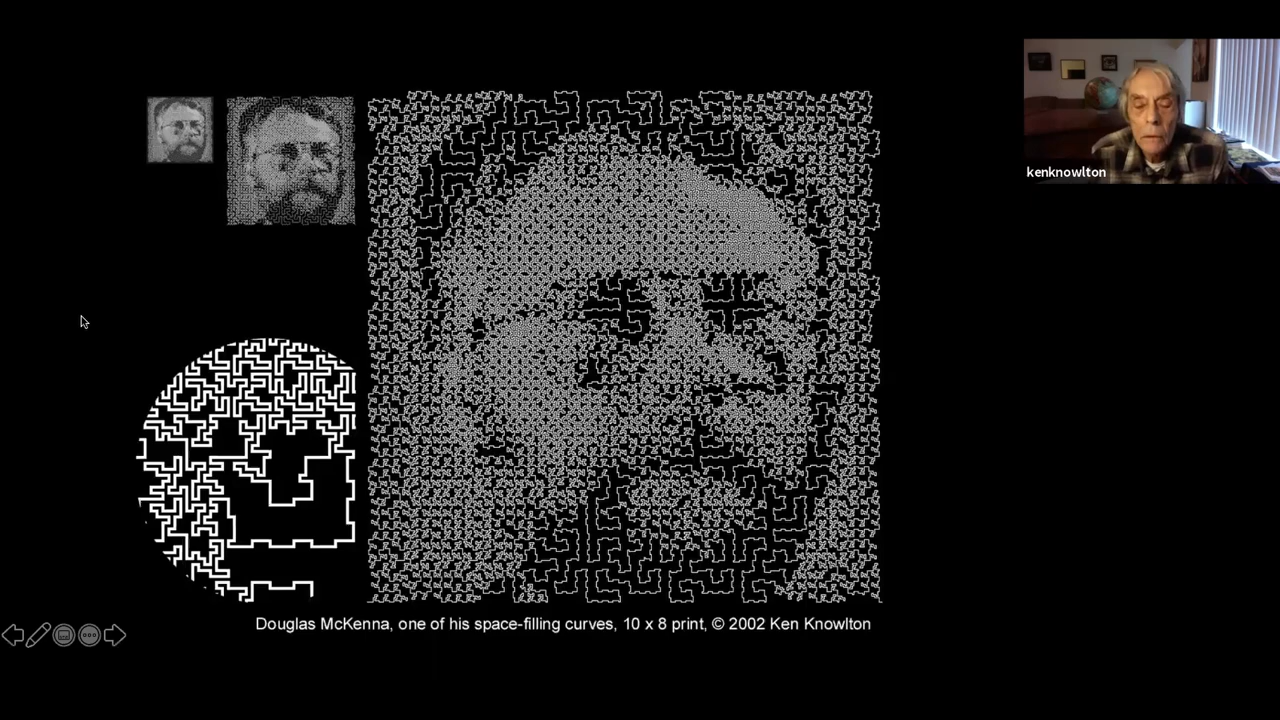 kenknowlton
Douglas McKenna, one of his space-filling curves, 10 x 8 print, © 2002 Ken Knowlton